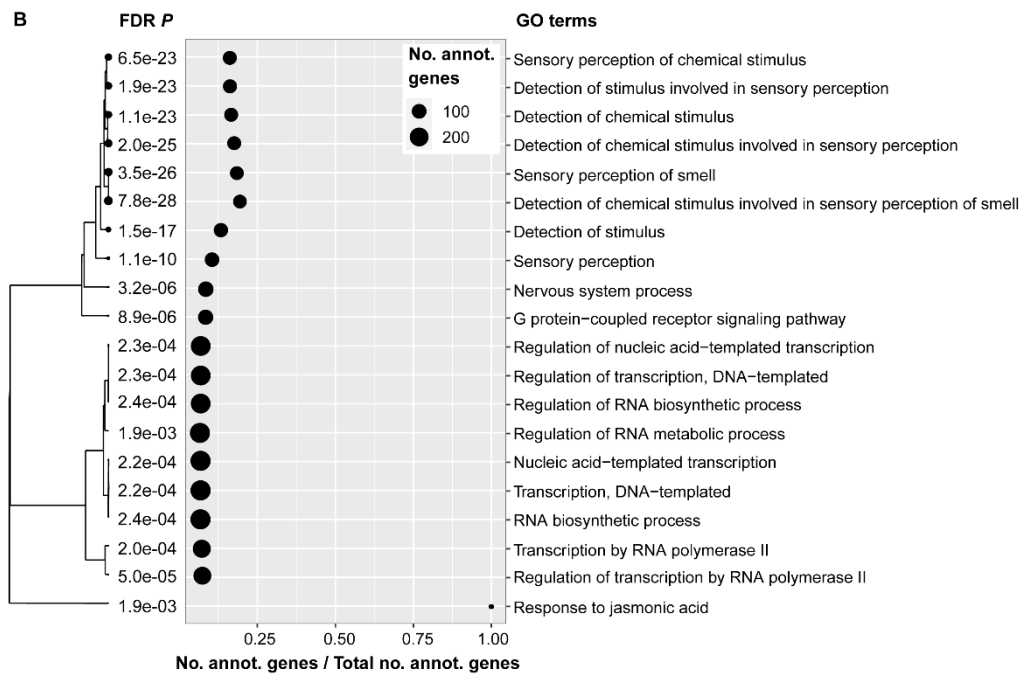 B FDR P GO terms
6.5e-23 Sensory perception of chemical stimulus
1.9e-23 Detection of stimulus involved in sensory perception
1.1e-23 Detection of chemical stimulus
2.0e-25 Detection of chemical stimulus involved in sensory perception
3.5e-26 Sensory perception of smell
7.8e-28 Detection of chemical stimulus involved in sensory perception of smell
1.5e-17 Detection of stimulus
1.1e-10 Sensory perception
3.2e-06 Nervous system process
8.9e-06 G protein−coupled receptor signaling pathway
2.3e-04 Regulation of nucleic acid−templated transcription
2.3e-04 Regulation of transcription, DNA−templated
2.4e-04 Regulation of RNA biosynthetic process
1.9e-03 Regulation of RNA metabolic process
2.2e-04 Nucleic acid−templated transcription
2.2e-04 Transcription, DNA−templated
2.4e-04 RNA biosynthetic process
2.0e-04 Transcription by RNA polymerase II
5.0e-05 Regulation of transcription by RNA polymerase II
1.9e-03 Response to jasmonic acid
No. annot.
genes
100
200
0.25 0.50 0.75 1.00
No. annot. genes / Total no. annot. genes